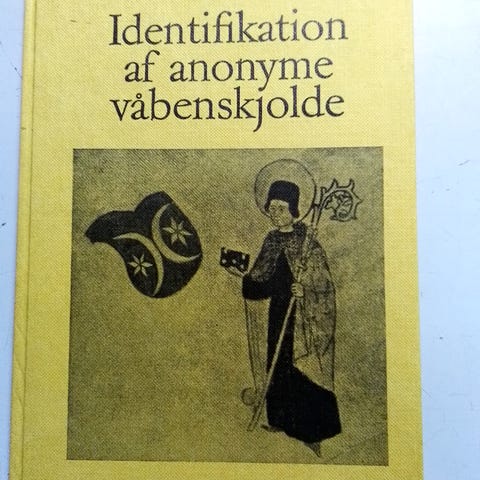 Identifikation
af anonyme
våbenskjolde